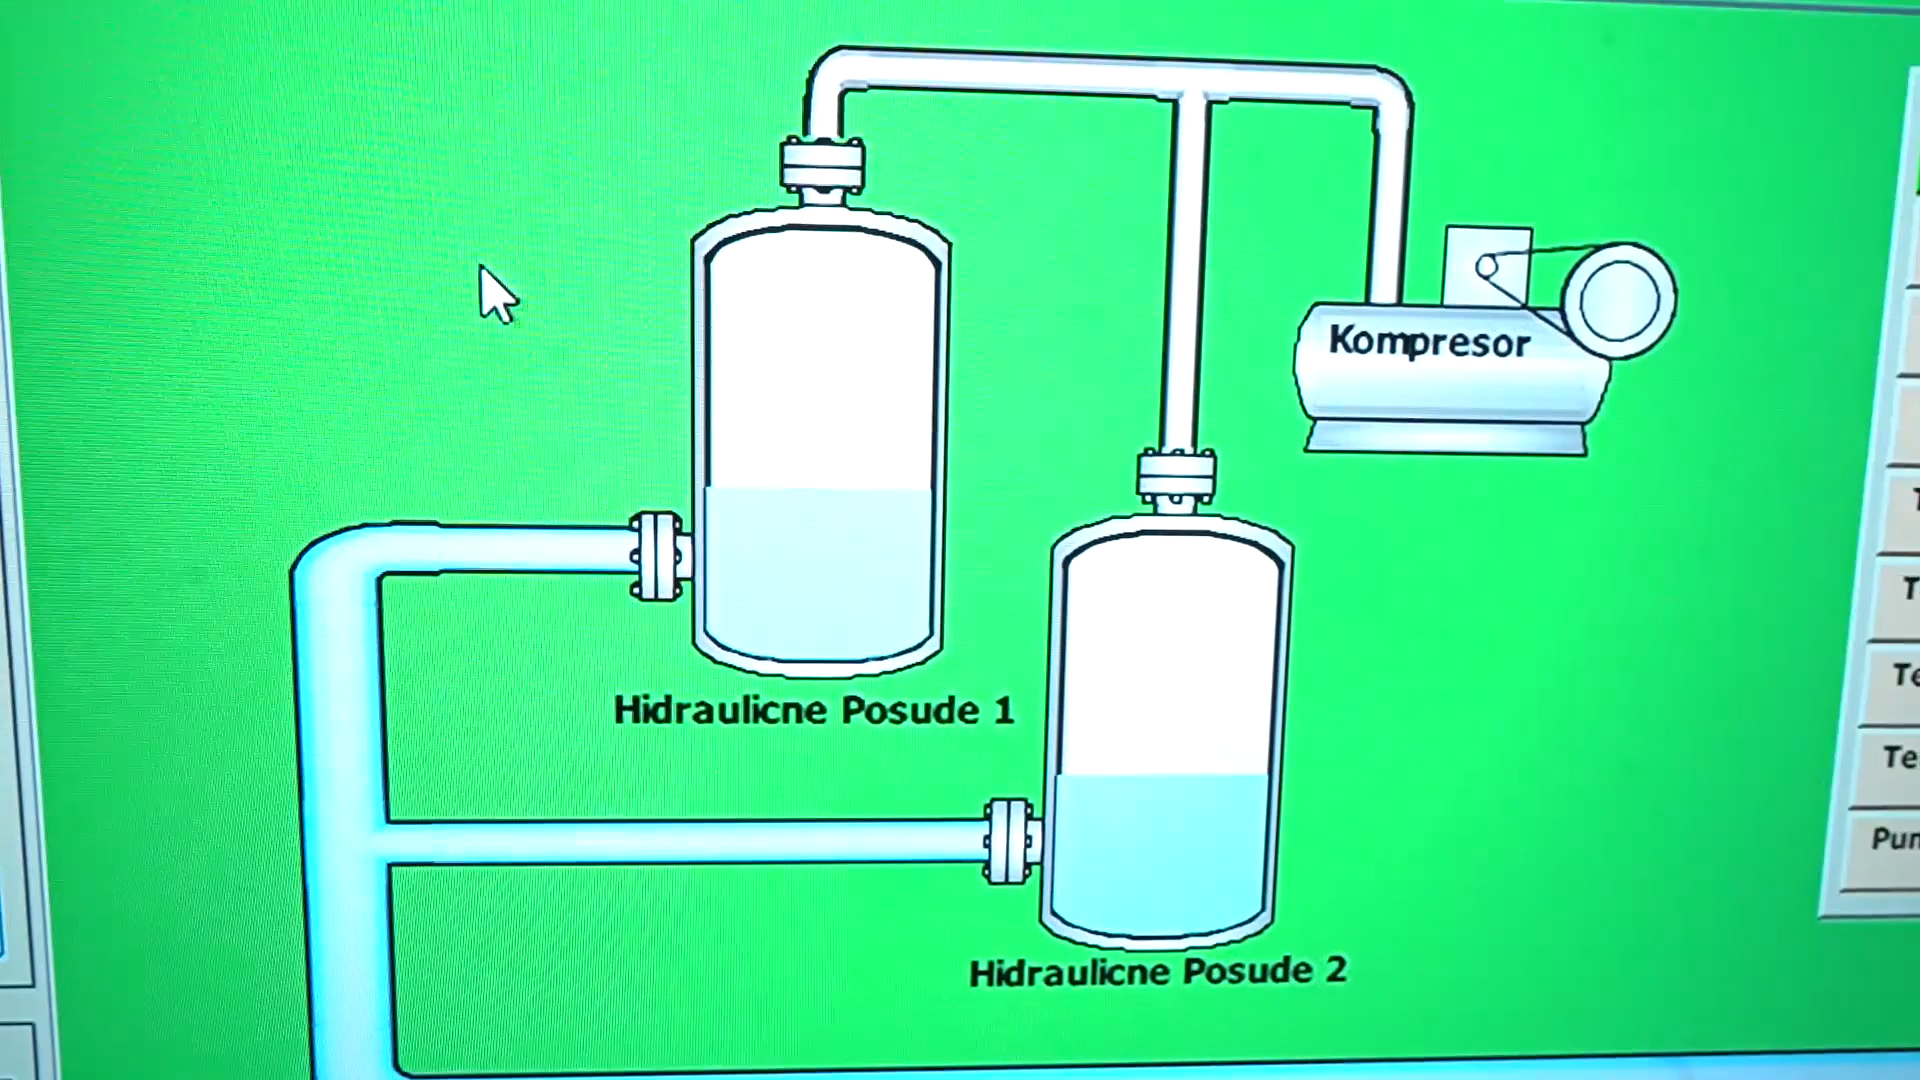 Kompresor
Hidraulicne Posude 1
Hidraulicne Posude 2